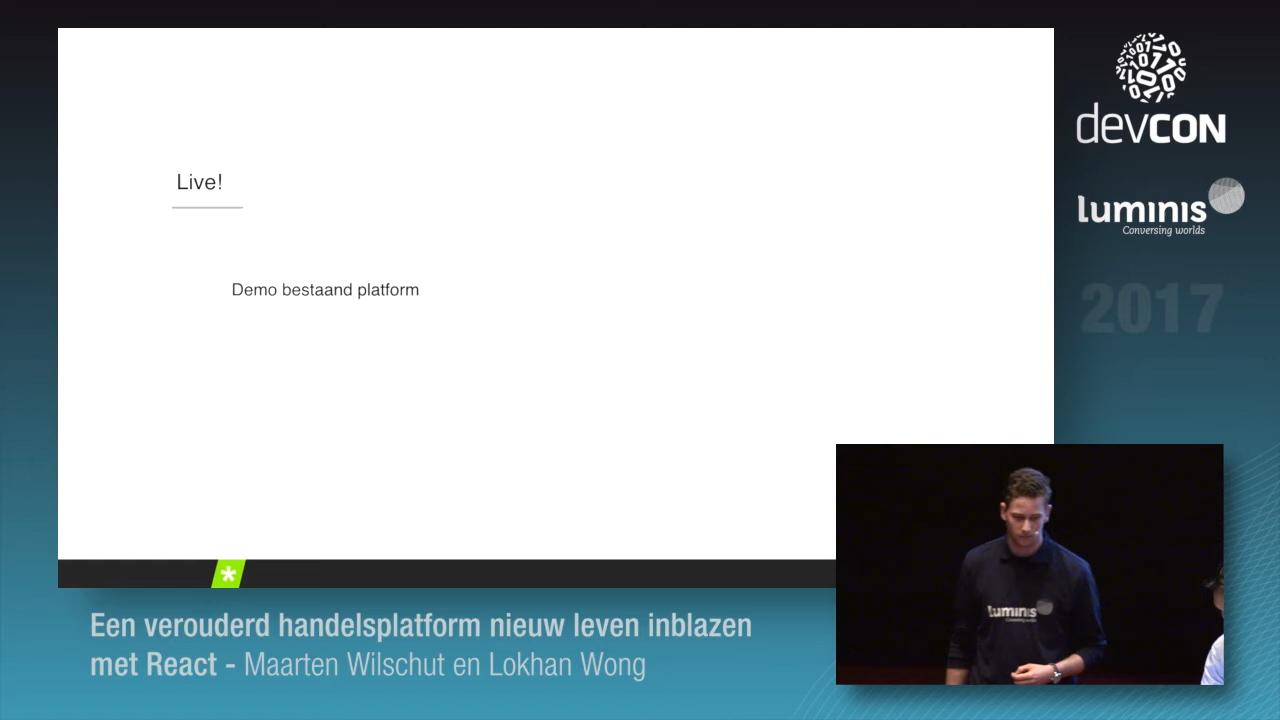 Live!
Demo bestaand platform
*
Een verouderd handelsplatform nieuw leven inblazen
met React - Maarten Wilschut en Lokhan Wong
devCON
luminis
Conversing worlds
2017
luminis